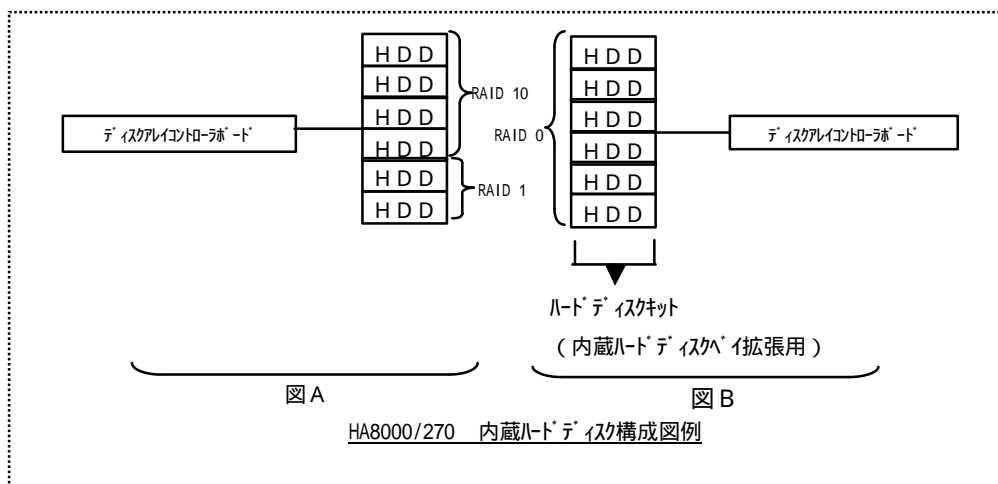 HDD
HDD
HDD
HDD
HDD
HDD
RAID 10
RAID 1
ディスクアレイコントローラボード
図A
HDD
HDD
HDD
HDD
HDD
HDD
RAID 0
ディスクアレイコントローラボード
ハードディスクキット
(内蔵ハードディスクベイ拡張用)
図B
HA8000/270 内蔵ハードディスク構成図例